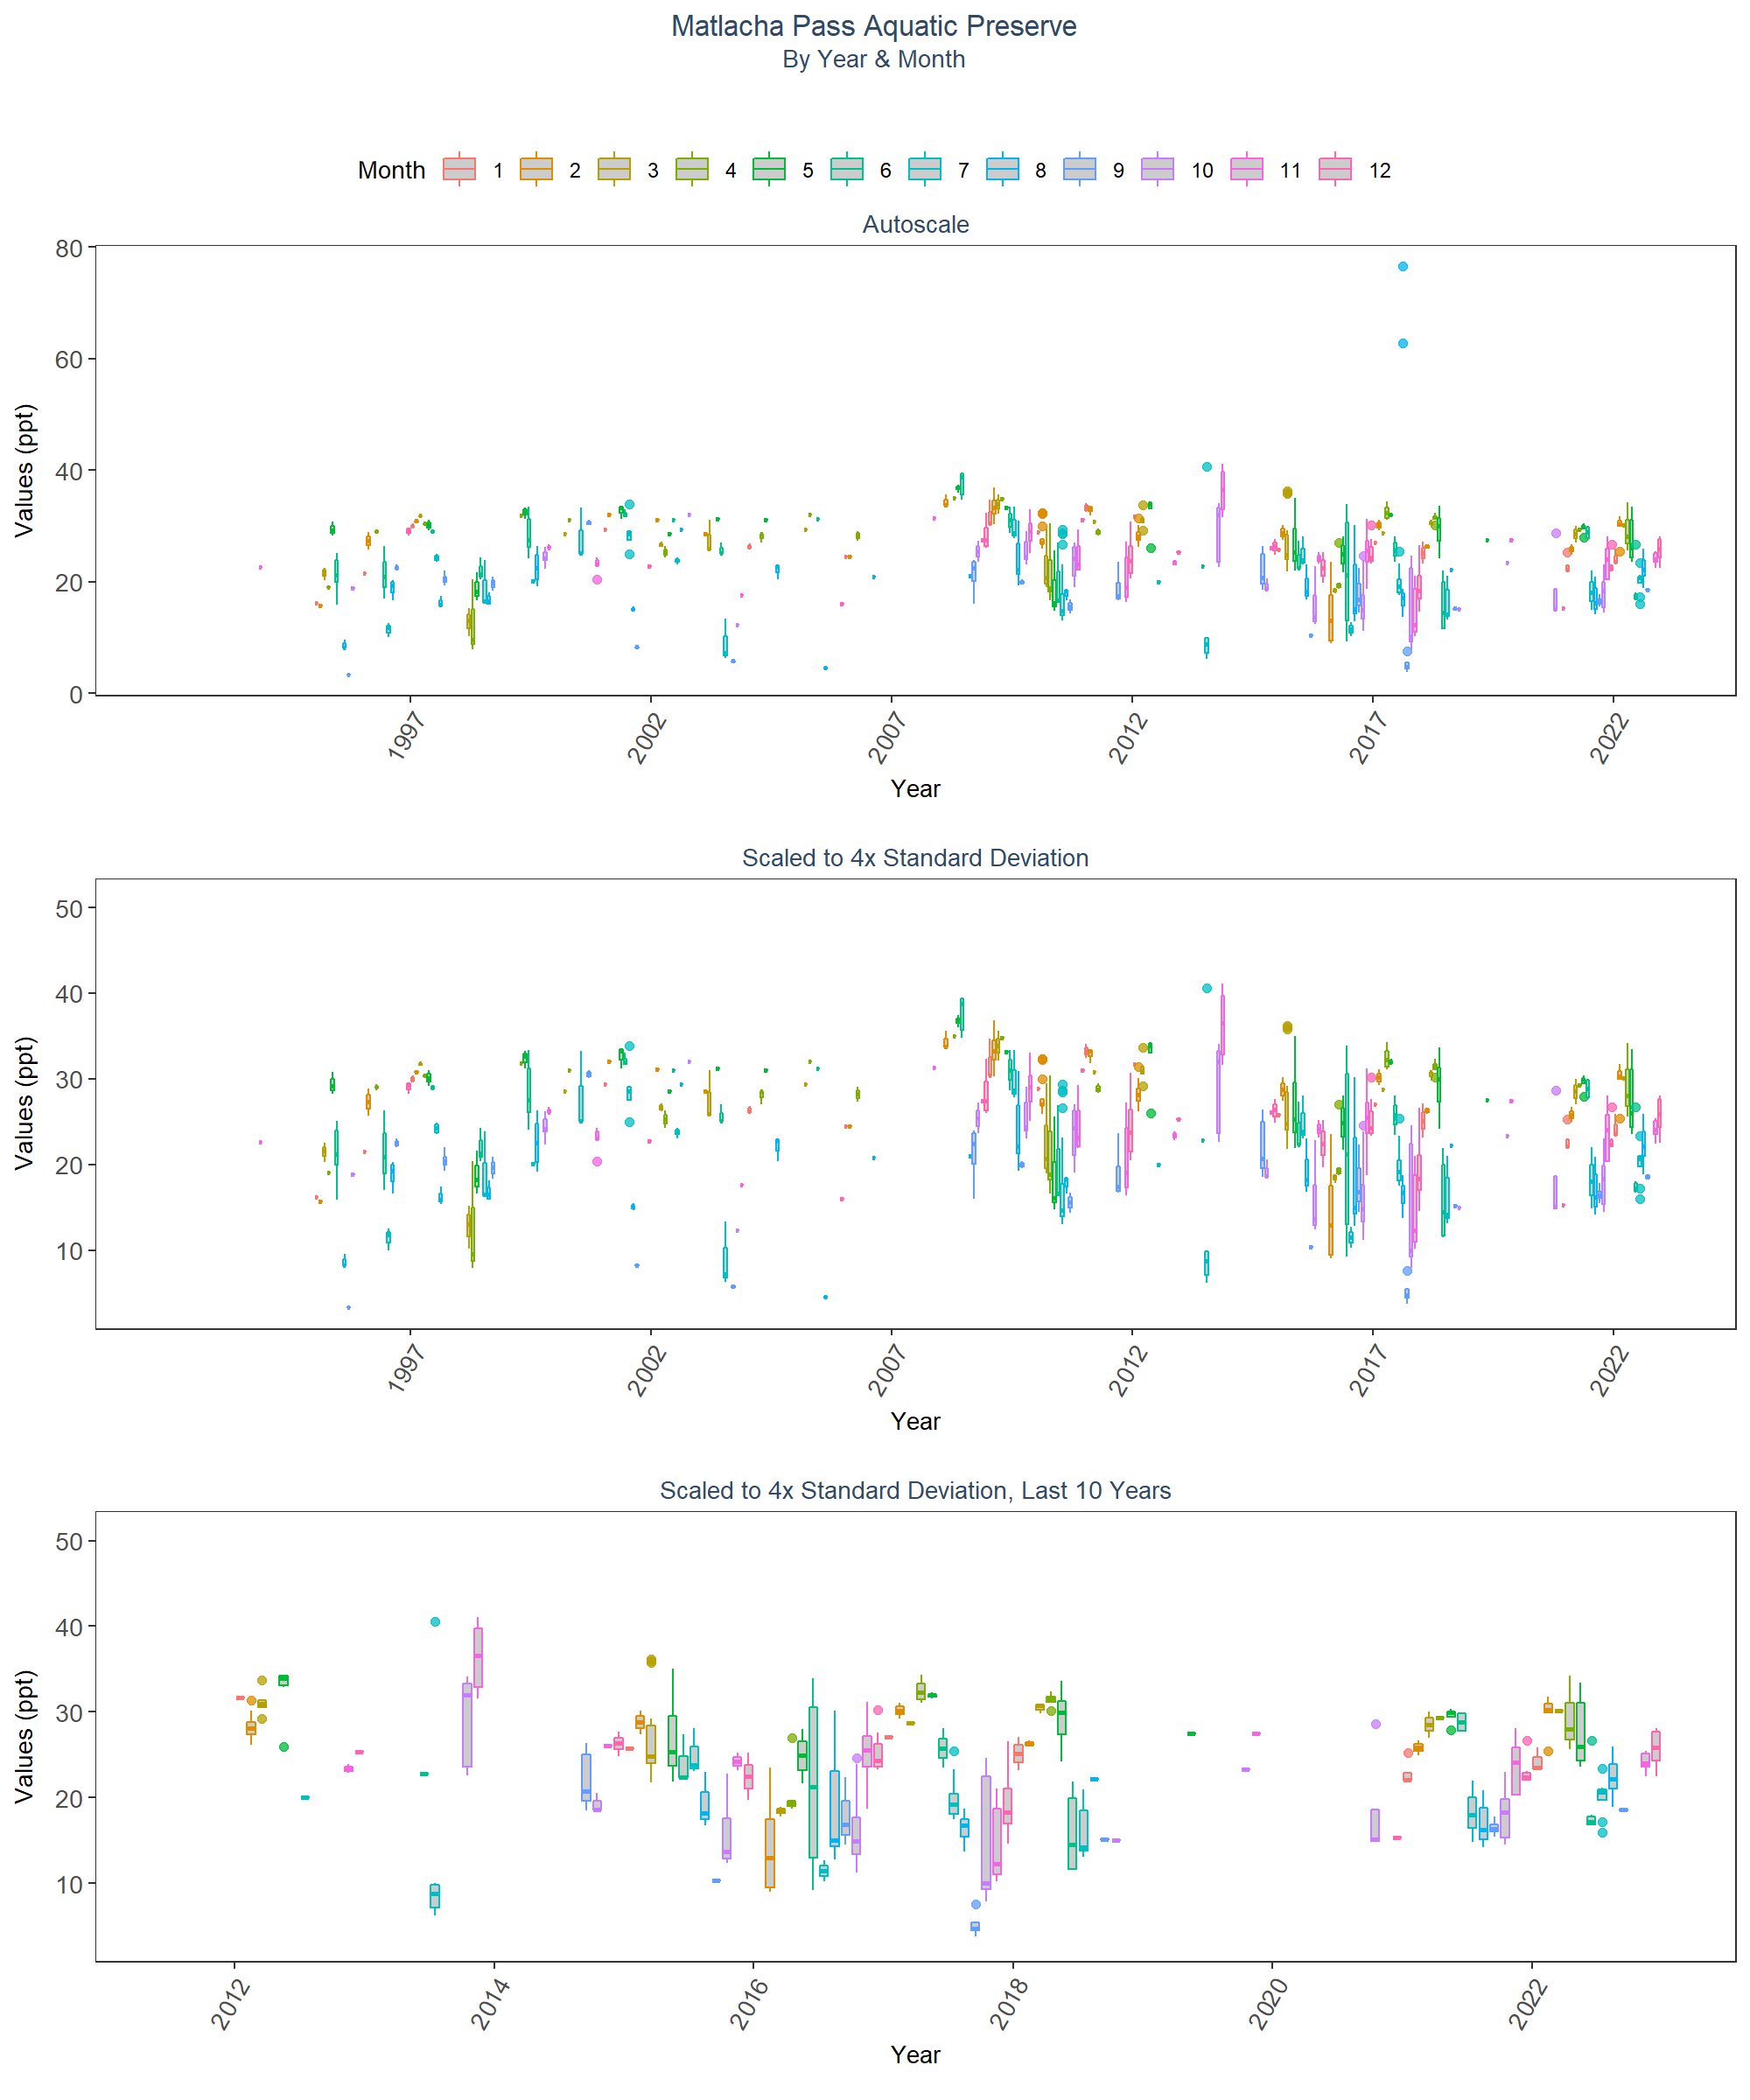 Matlacha Pass Aquatic Preserve
By Year & Month
Month 1 2 3 4 5 6 7 8 9 10 11 12
Autoscale
80
60
40
20
0
Values (ppt)
1997 2002 2007 2012 2017 2022
Year
Scaled to 4x Standard Deviation
50
40
30
20
10
Values (ppt)
1997 2002 2007 2012 2017 2022
Year
Scaled to 4x Standard Deviation, Last 10 Years
50
40
30
20
10
Values (ppt)
2012 2014 2016 2018 2020 2022
Year